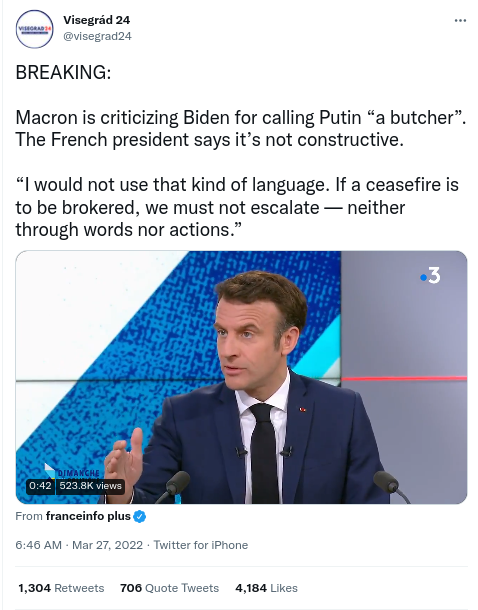 VISEGRAD24
Visegrád 24
@visegrad24
BREAKING:
Macron is criticizing Biden for calling Putin “a butcher”.
The French president says it’s not constructive.
“I would not use that kind of language. If a ceasefire is
to be brokered, we must not escalate — neither
through words nor actions.”
3
DIMANCHE
0:42 523.8K views
From franceinfo plus
6:46 AM · Mar 27, 2022 · Twitter for iPhone
1,304 Retweets 706 Quote Tweets 4,184 Likes